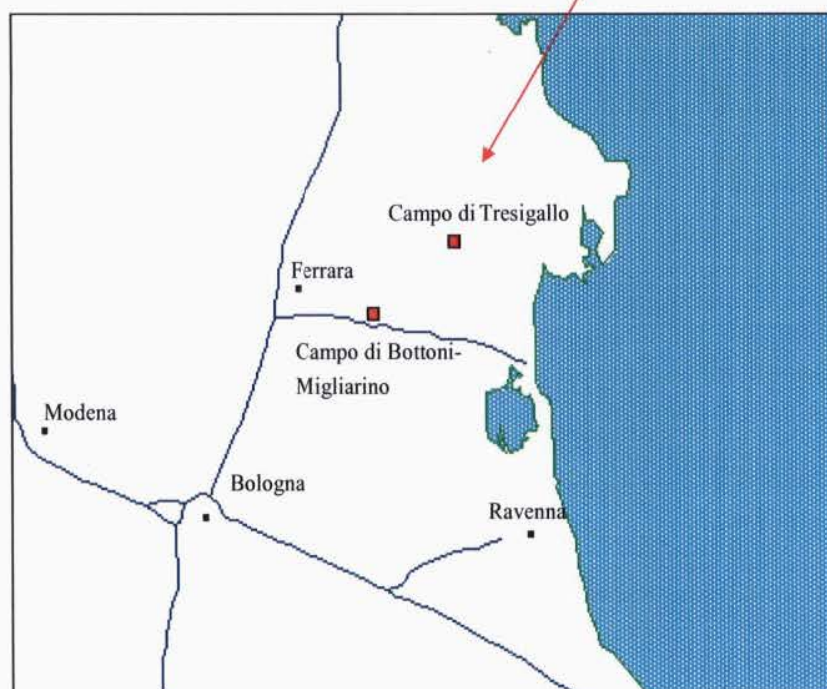 Campo di Tresigallo
Ferrara
Campo di Bottoni-
Migliarino
Modena
Bologna
Ravenna